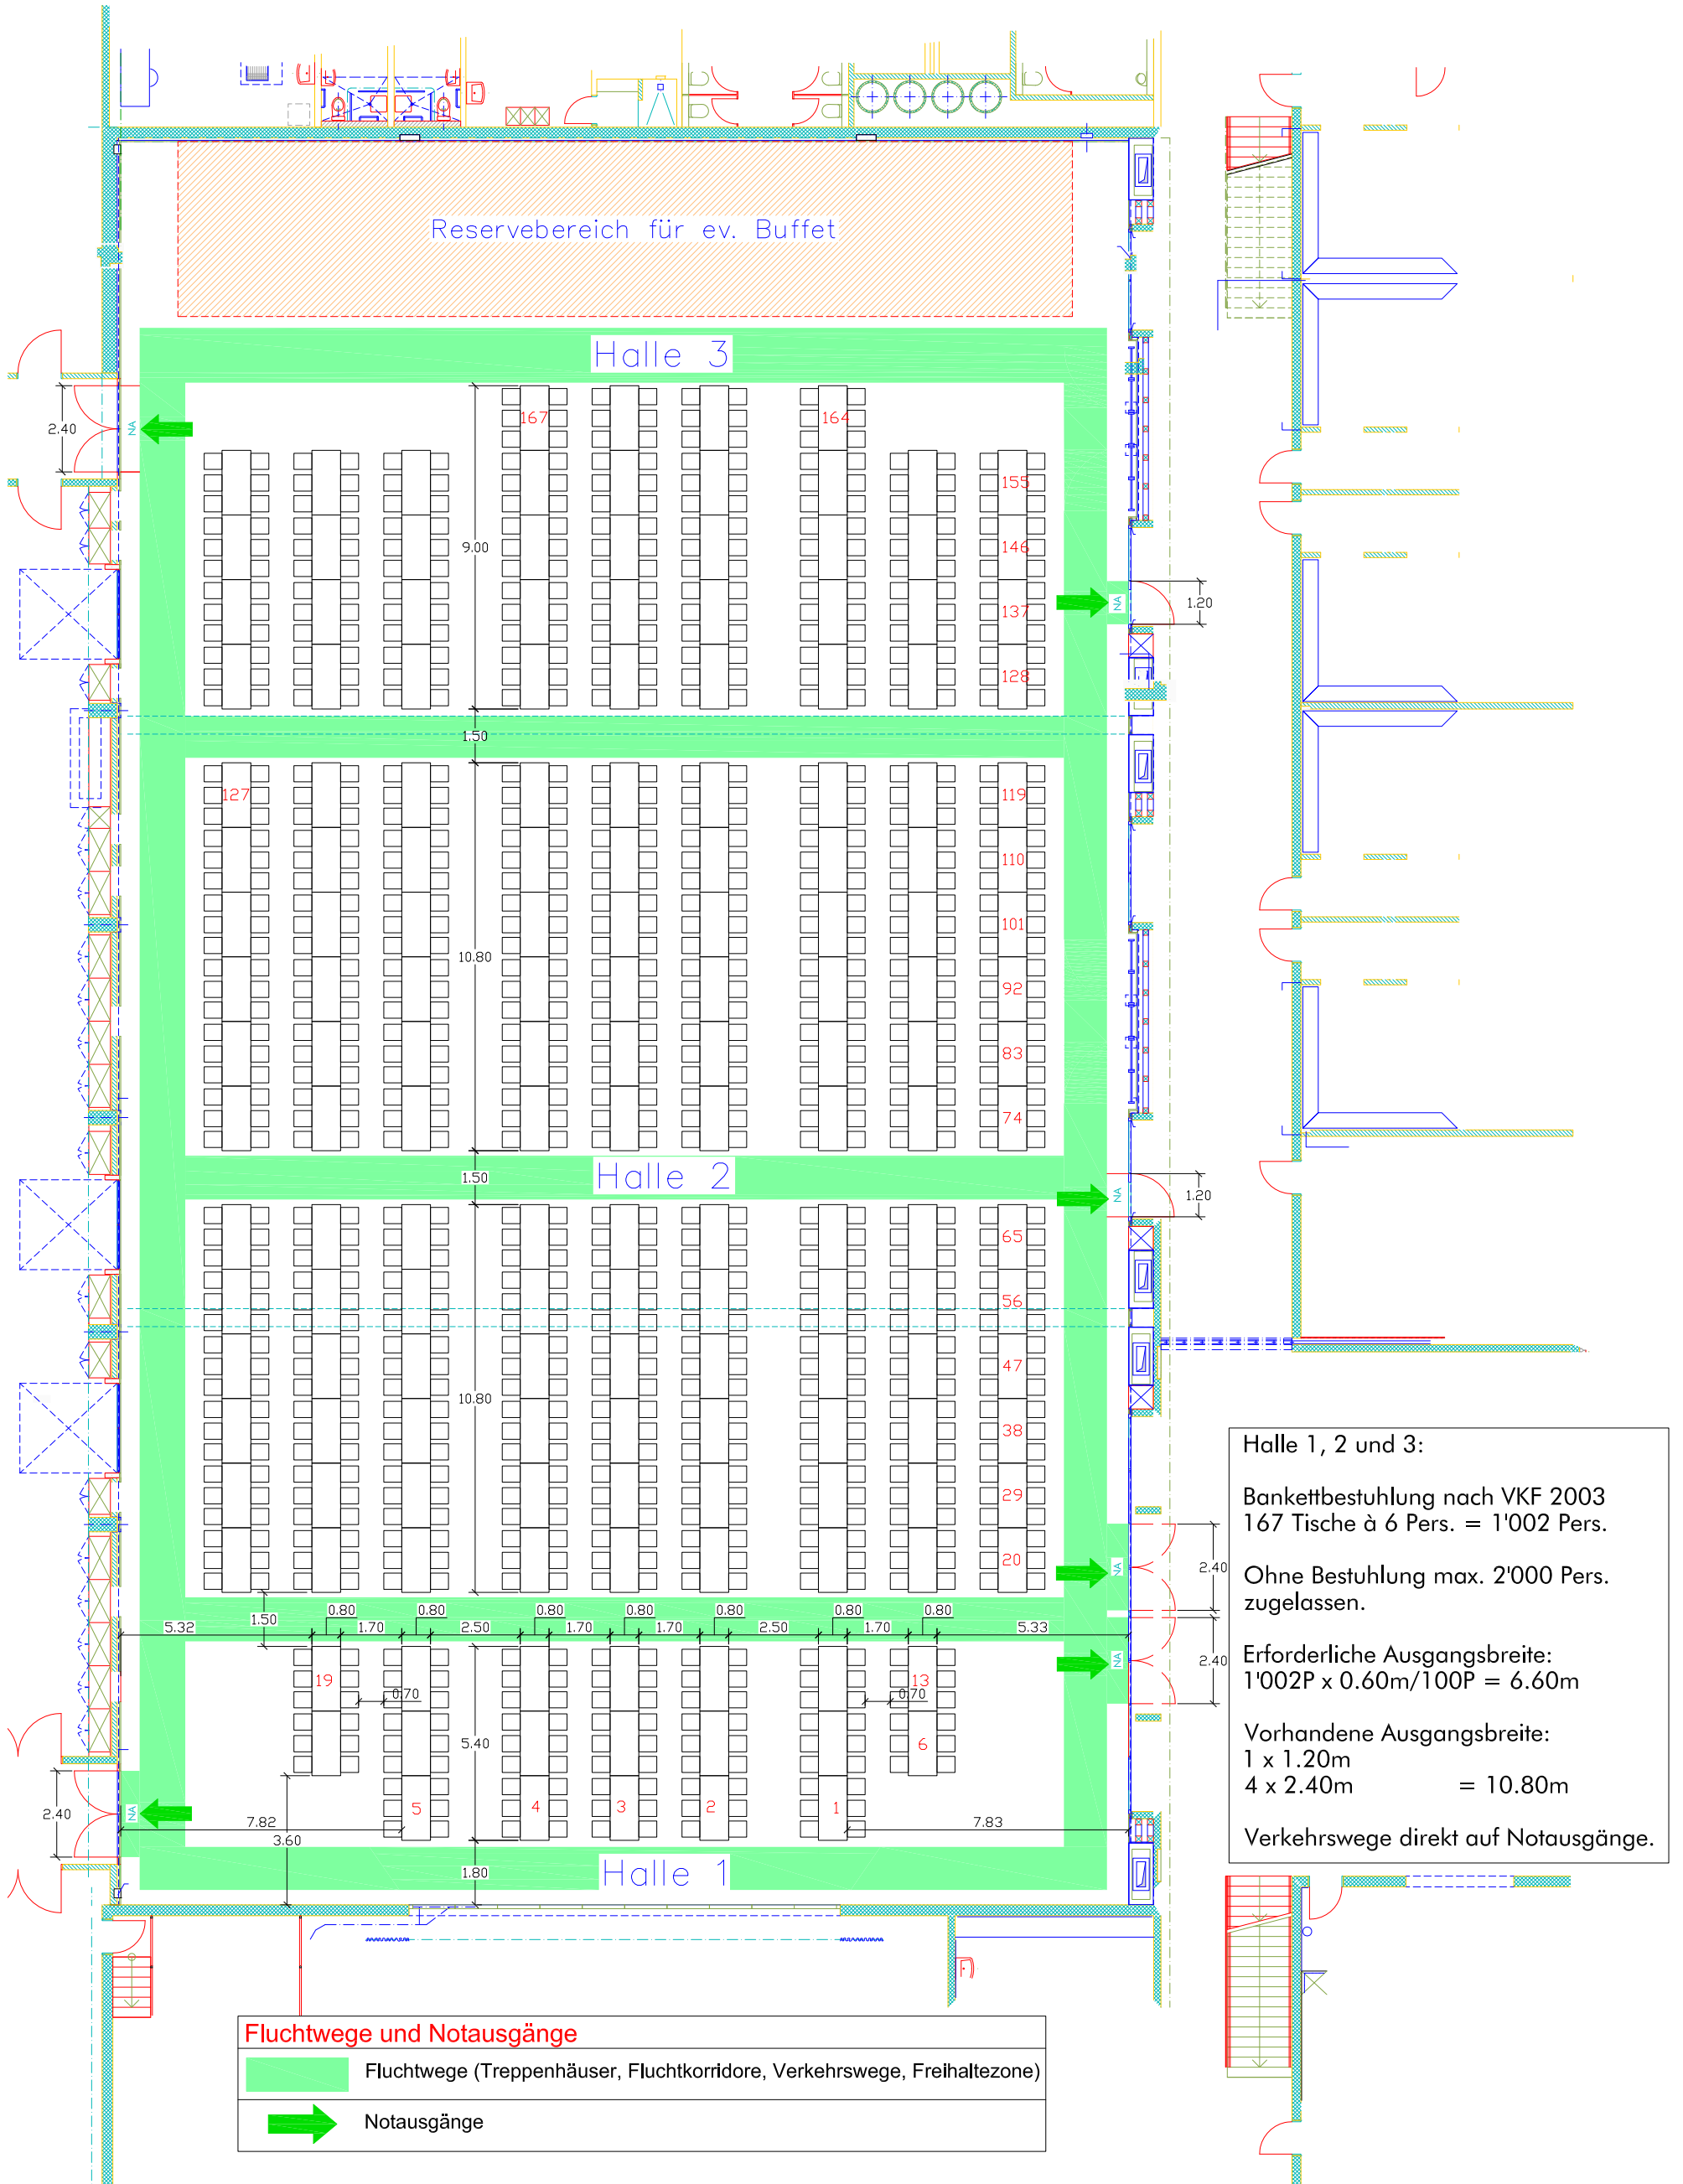 Reservebereich für ev. Buffet
Halle 3
167
164
2.40
NA
155
9.00
146
NA
1.20
137
128
1.50
127
119
110
101
10.80
92
83
74
1.50
Halle 2
NA
1.20
65
56
47
10.80
38
29
20
NA
2.40
1.50
0.80
0.80
0.80
0.80
0.80
0.80
0.80
5.32
1.70
2.50
1.70
1.70
2.50
1.70
5.33
NA
2.40
19
13
0.70
0.70
5.40
6
2.40
NA
5
4
3
2
1
7.82
7.83
3.60
1.80
Halle 1
Halle 1, 2 und 3:
Bankettbestuhlung nach VKF 2003
167 Tische à 6 Pers. = 1'002 Pers.
Ohne Bestuhlung max. 2'000 Pers.
zugelassen.
Erforderliche Ausgangsbreite:
1'002P x 0.60m/100P = 6.60m
Vorhandene Ausgangsbreite:
1 x 1.20m
4 x 2.40m = 10.80m
Verkehrswege direkt auf Notausgänge.
Fluchtwege und Notausgänge
Fluchtwege (Treppenhäuser, Fluchtkorridore, Verkehrswege, Freihaltezone)
Notausgänge